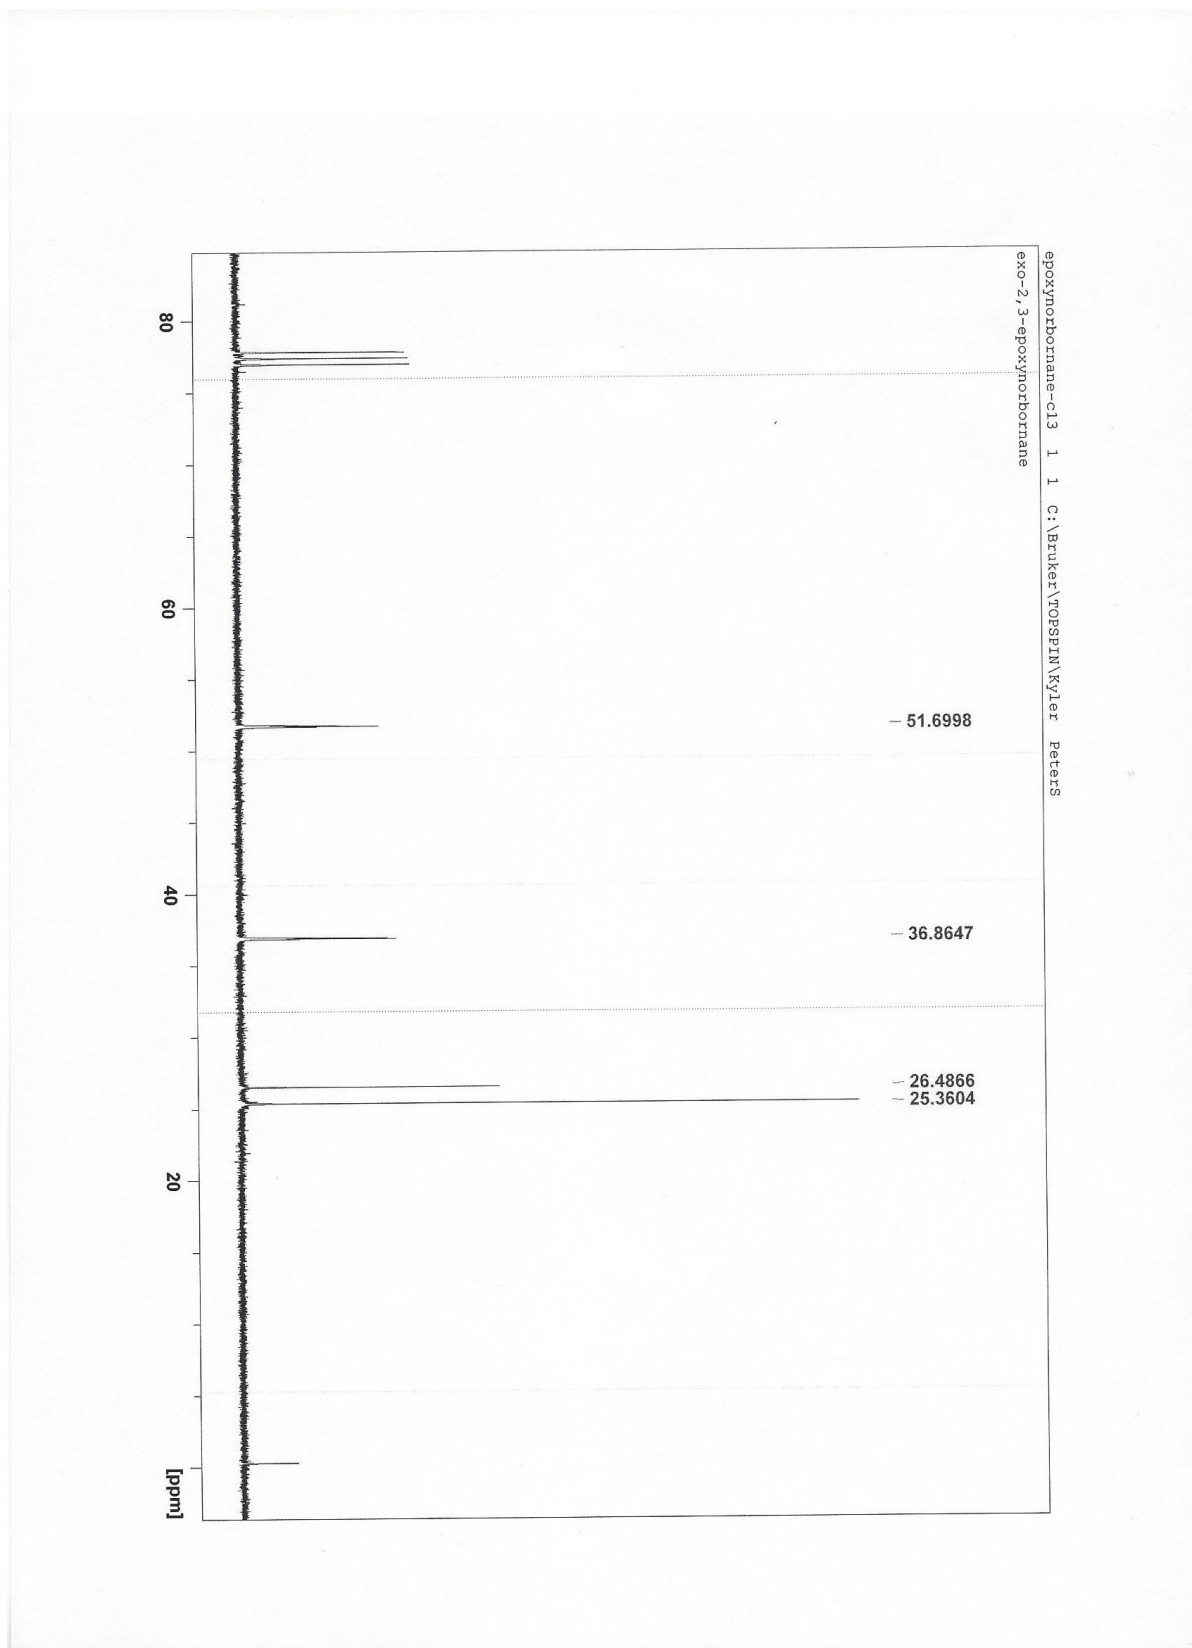 epoxynorbornane-c13 1 1 C:\Bruker\TOPSPIN\Kyler Peters
exo-2,3-epoxynorbornane
51.6998
36.8647
26.4866
25.3604
80
60
40
20
[ppm]